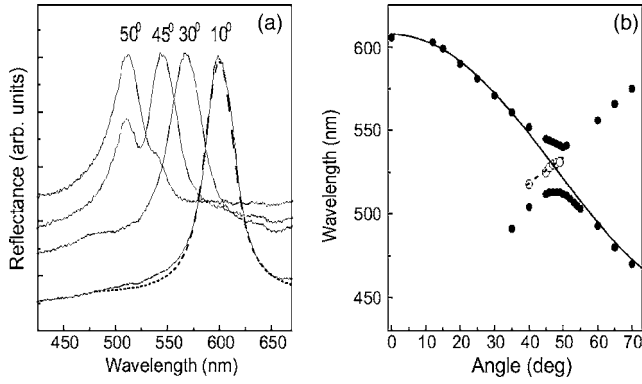 (a)
50⁰ 45⁰ 30⁰ 10⁰
Reflectance (arb. units)
450 500 550 600 650
Wavelength (nm)
(b)
Wavelength (nm)
600
550
500
450
0 10 20 30 40 50 60 70
Angle (deg)